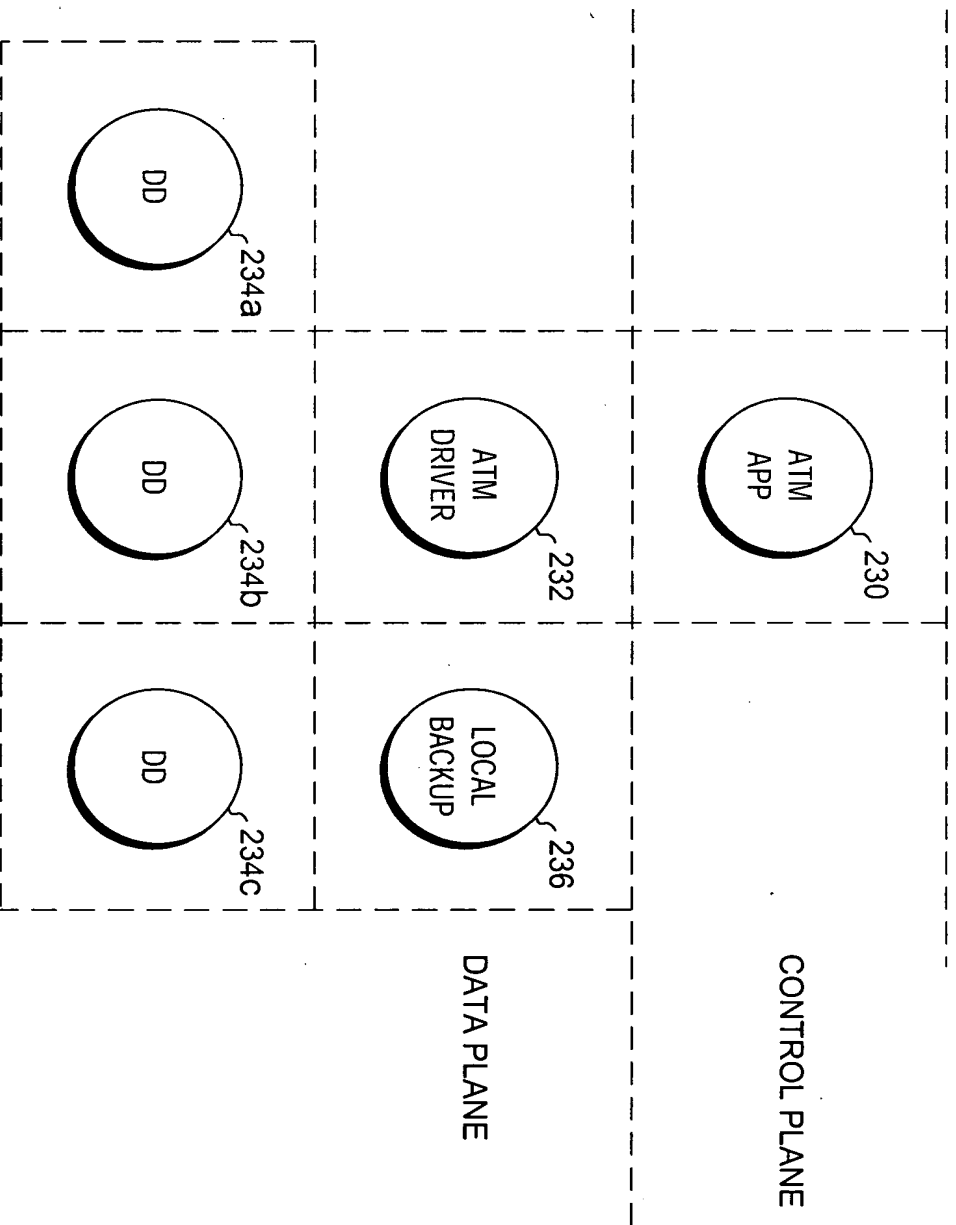 ATM
APP
230
CONTROL PLANE
ATM
DRIVER
232
LOCAL
BACKUP
236
DATA PLANE
DD
234a
DD
234b
DD
234c